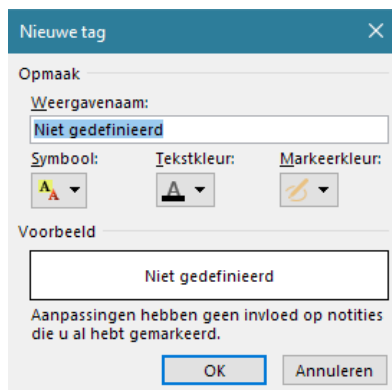 Nieuwe tag
Opmaak
Weergavenaam:
Niet gedefinieerd
Symbool: Tekstkleur: Markeerkleur:
Voorbeeld
Niet gedefinieerd
Aanpassingen hebben geen invloed op notities
die u al hebt gemarkeerd.
OK Annuleren